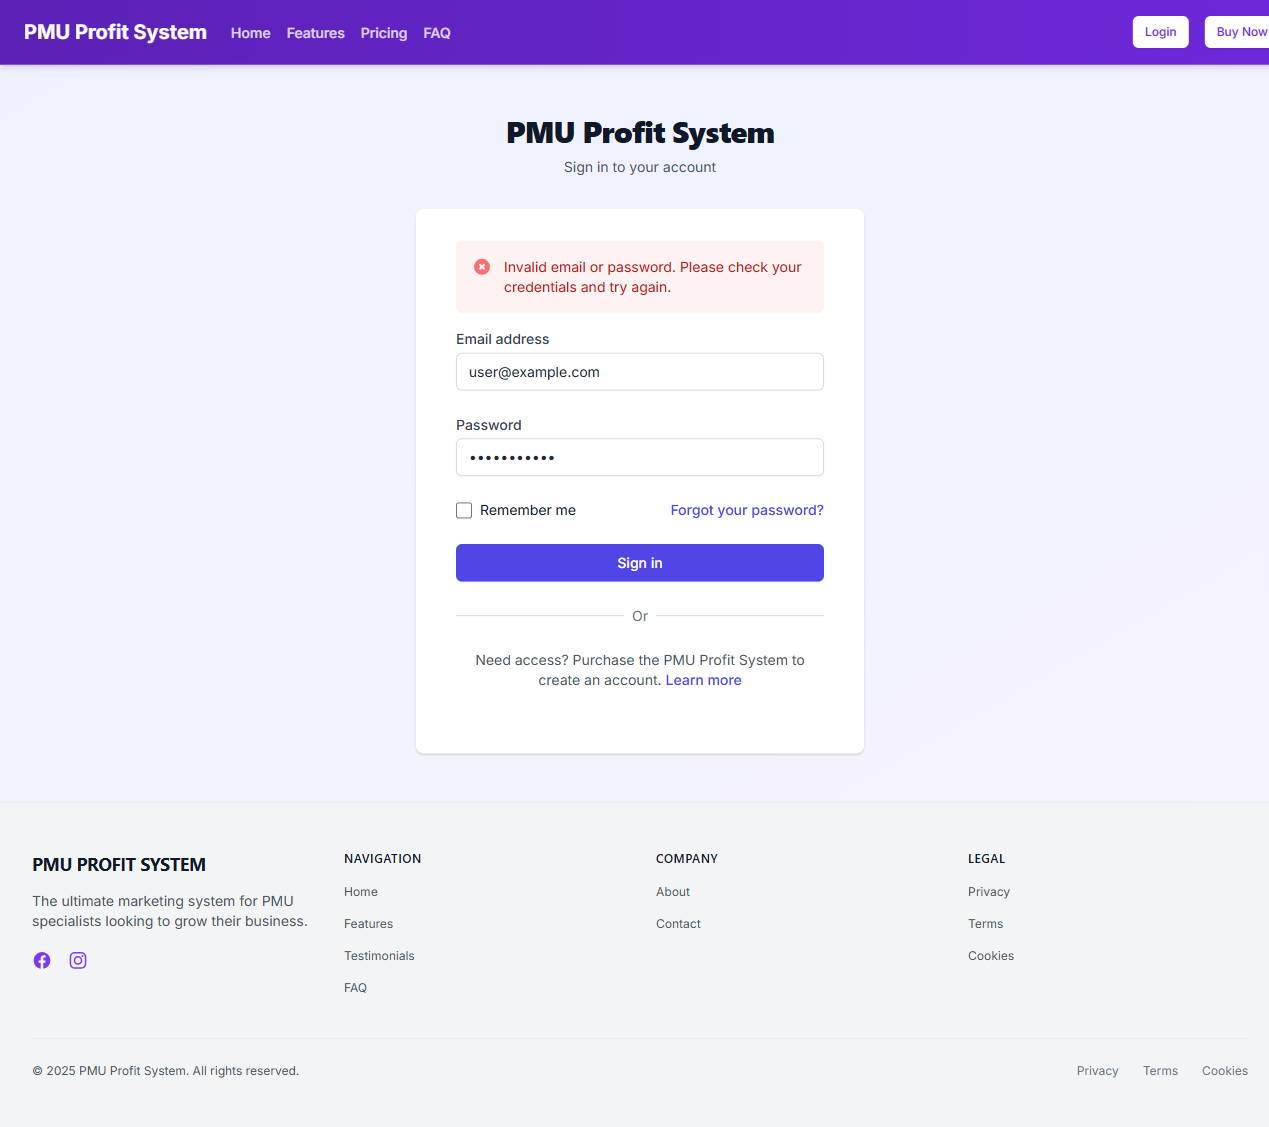 PMU Profit System
Home
Features
Pricing
FAQ
Login
Buy Now
PMU Profit System
Sign in to your account
Invalid email or password. Please check your
credentials and try again.
Email address
user@example.com
Password
•••••••••••
Remember me
Forgot your password?
Sign in
Or
Need access? Purchase the PMU Profit System to
create an account. Learn more
PMU PROFIT SYSTEM
The ultimate marketing system for PMU
specialists looking to grow their business.
NAVIGATION
Home
Features
Testimonials
FAQ
COMPANY
About
Contact
LEGAL
Privacy
Terms
Cookies
© 2025 PMU Profit System. All rights reserved.
Privacy
Terms
Cookies